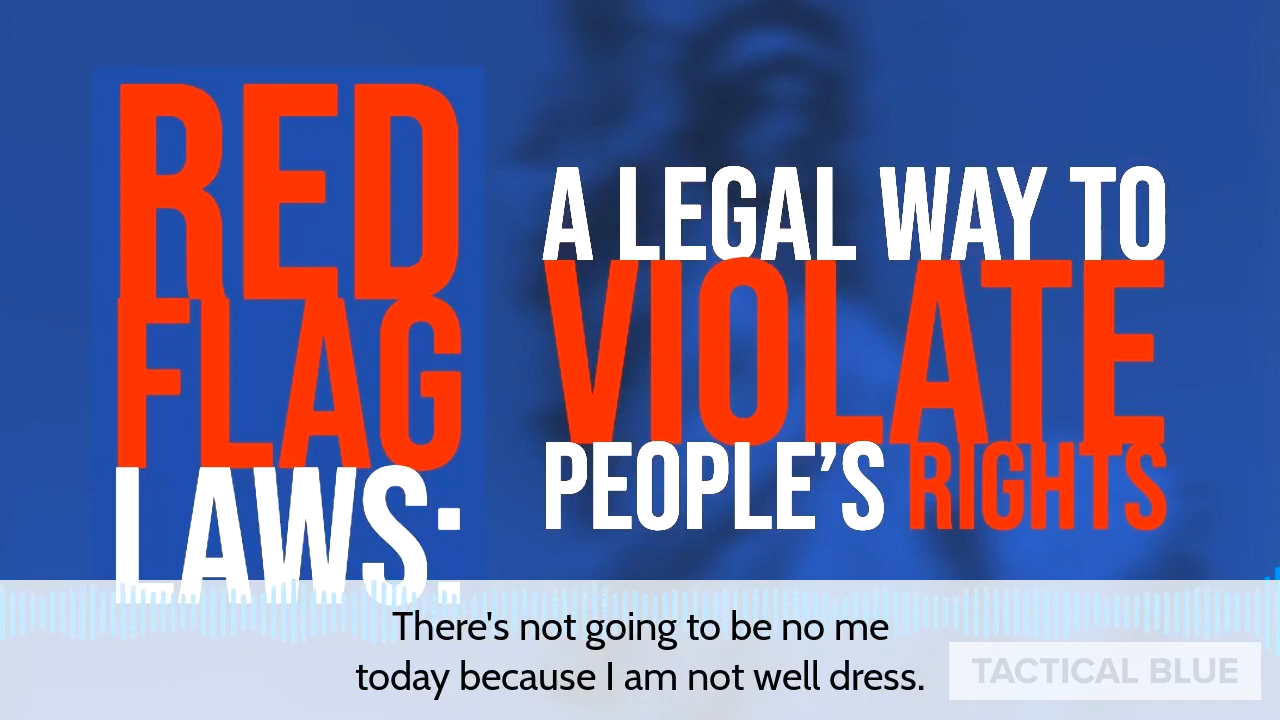 RED
FLAG
LAWS:
A LEGAL WAY TO
VIOLATE
PEOPLE’S RIGHTS
There's not going to be no me
today because I am not well dress.
TACTICAL BLUE